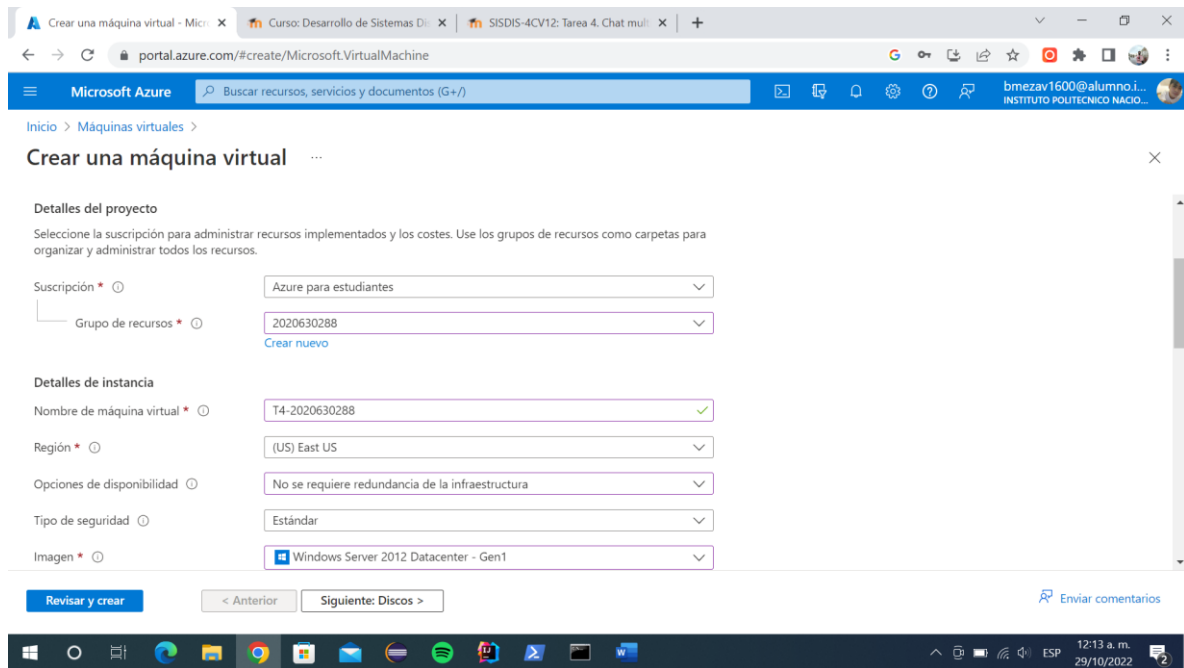 Crear una máquina virtual - Micr
Curso: Desarrollo de Sistemas Dis
SISDIS-4CV12: Tarea 4. Chat mult
portal.azure.com/#create/Microsoft.VirtualMachine
Microsoft Azure
Buscar recursos, servicios y documentos (G+/)
bmezav1600@alumno.i...
INSTITUTO POLITECNICO NACIO...
Inicio > Máquinas virtuales >
Crear una máquina virtual ...
Detalles del proyecto
Seleccione la suscripción para administrar recursos implementados y los costes. Use los grupos de recursos como carpetas para
organizar y administrar todos los recursos.
Suscripción * Azure para estudiantes
Grupo de recursos * 2020630288
Crear nuevo
Detalles de instancia
Nombre de máquina virtual * T4-2020630288
Región * (US) East US
Opciones de disponibilidad No se requiere redundancia de la infraestructura
Tipo de seguridad Estándar
Imagen * Windows Server 2012 Datacenter - Gen1
Revisar y crear < Anterior Siguiente: Discos > Enviar comentarios
ESP 12:13 a. m.
29/10/2022 2